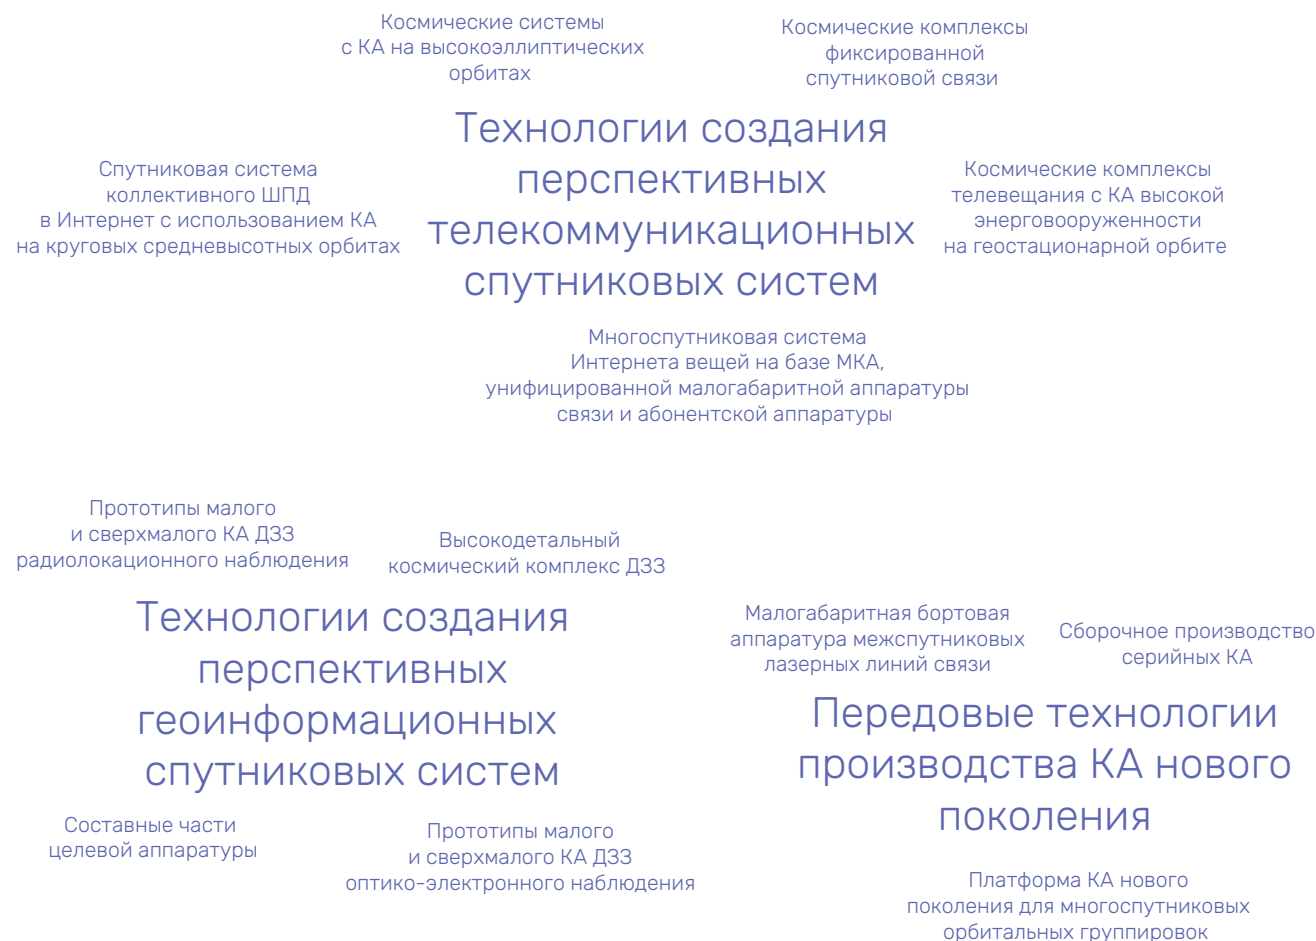 Космические системы
с КА на высокоэллиптических
орбитах
Космические комплексы
фиксированной
спутниковой связи
Технологии создания
перспективных
телекоммуникационных
спутниковых систем
Спутниковая система
коллективного ШПД
в Интернет с использованием КА
на круговых средневысотных орбитах
Космические комплексы
телевещания с КА высокой
энерговооруженности
на геостационарной орбите
Многоспутниковая система
Интернета вещей на базе МКА,
унифицированной малогабаритной аппаратуры
связи и абонентской аппаратуры
Прототипы малого
и сверхмалого КА ДЗЗ
радиолокационного наблюдения
Высокодетальный
космический комплекс ДЗЗ
Технологии создания
перспективных
геоинформационных
спутниковых систем
Составные части
целевой аппаратуры
Прототипы малого
и сверхмалого КА ДЗЗ
оптико-электронного наблюдения
Малогабаритная бортовая
аппаратура межспутниковых
лазерных линий связи
Сборочное производство
серийных КА
Передовые технологии
производства КА нового
поколения
Платформа КА нового
поколения для многоспутниковых
орбитальных группировок